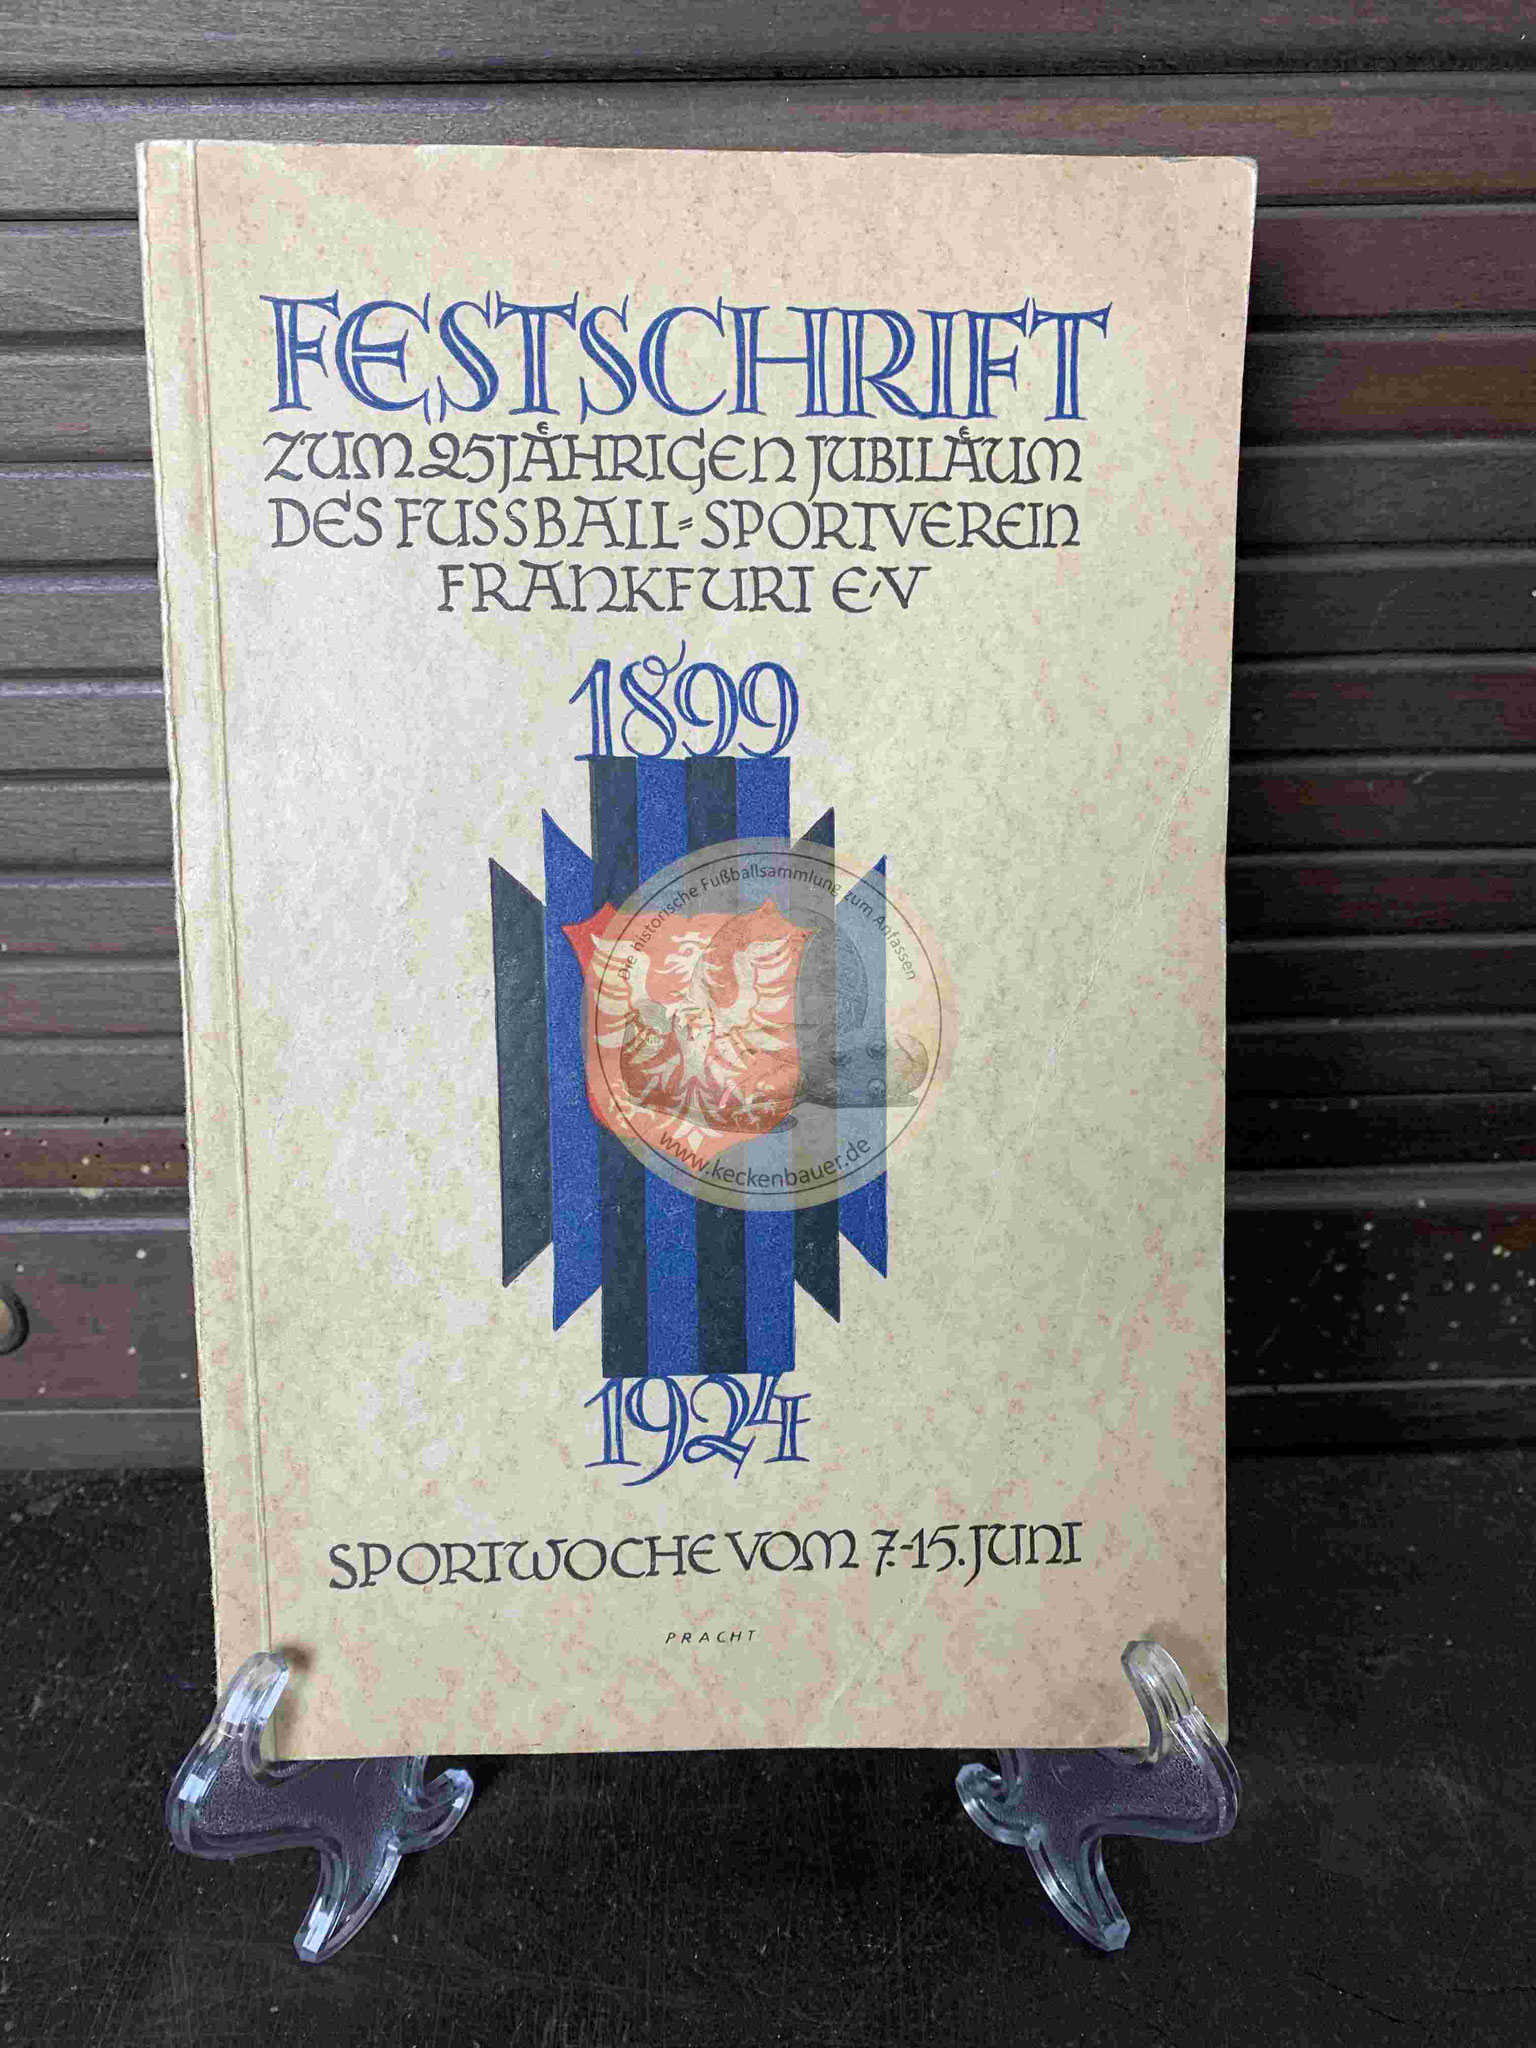 FESTSCHRIFT
ZUM 25JÄHRIGEN JUBILÄUM
DES FUSSBALL=SPORTVEREIN
FRANKFURT E.V
1899
Die historische Fußballsammlung zum Anfassen
www.keckenbauer.de
1924
SPORTWOCHE VOM 7.-15. JUNI
PRACHT